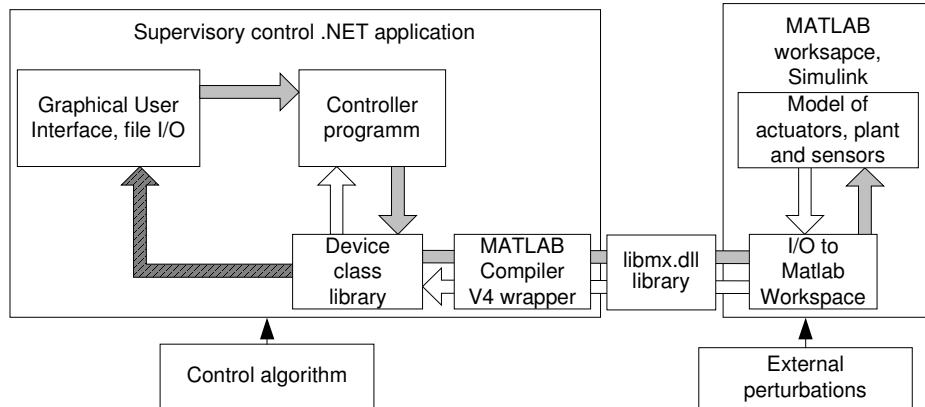 Supervisory control .NET application
Graphical User
Interface, file I/O
Controller
programm
Device
class
library
MATLAB
Compiler
V4 wrapper
libmx.dll
library
MATLAB
worksapce,
Simulink
Model of
actuators, plant
and sensors
I/O to
Matlab
Workspace
Control algorithm
External
perturbations